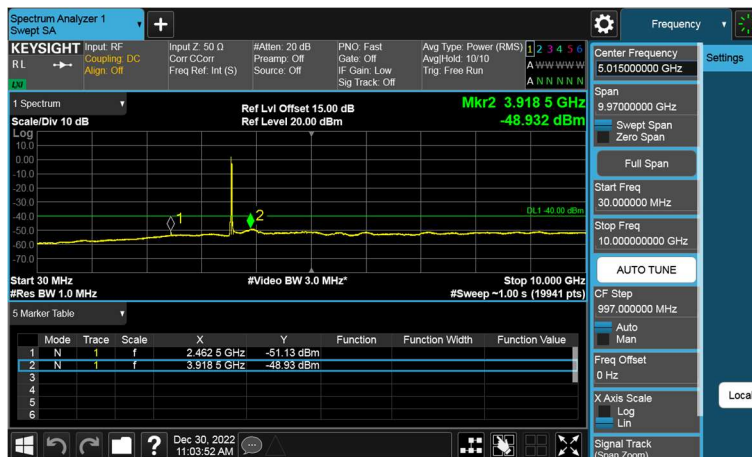 Spectrum Analyzer 1
Swept SA
Frequency
KEYSIGHT
RL
LXI
Input: RF
Coupling: DC
Align: Off
Input Z: 50 Ω
Corr CCorr
Freq Ref: Int (S)
#Atten: 20 dB
Preamp: Off
Source: Off
PNO: Fast
Gate: Off
IF Gain: Low
Sig Track: Off
Avg Type: Power (RMS)
Avg|Hold: 10/10
Trig: Free Run
1 2 3 4 5 6
A W W W W W
A N N N N N
1 Spectrum
Scale/Div 10 dB
Ref Lvl Offset 15.00 dB
Ref Level 20.00 dBm
Mkr2 3.918 5 GHz
-48.932 dBm
Log
10.0
0.00
-10.0
-20.0
-30.0
-40.0
-50.0
-60.0
-70.0
1
2
DL1 -40.00 dBm
Start 30 MHz
#Res BW 1.0 MHz
#Video BW 3.0 MHz*
Stop 10.000 GHz
#Sweep ~1.00 s (19941 pts)
5 Marker Table
Mode Trace Scale X Y Function Function Width Function Value
1 N 1 f 2.462 5 GHz -51.13 dBm
2 N 1 f 3.918 5 GHz -48.93 dBm
3
4
5
6
Dec 30, 2022
11:03:52 AM
Center Frequency
5.015000000 GHz
Settings
Span
9.97000000 GHz
Swept Span
Zero Span
Full Span
Start Freq
30.000000 MHz
Stop Freq
10.000000000 GHz
AUTO TUNE
CF Step
997.000000 MHz
Auto
Man
Freq Offset
0 Hz
X Axis Scale
Log
Lin
Local
Signal Track
(Span Zoom)